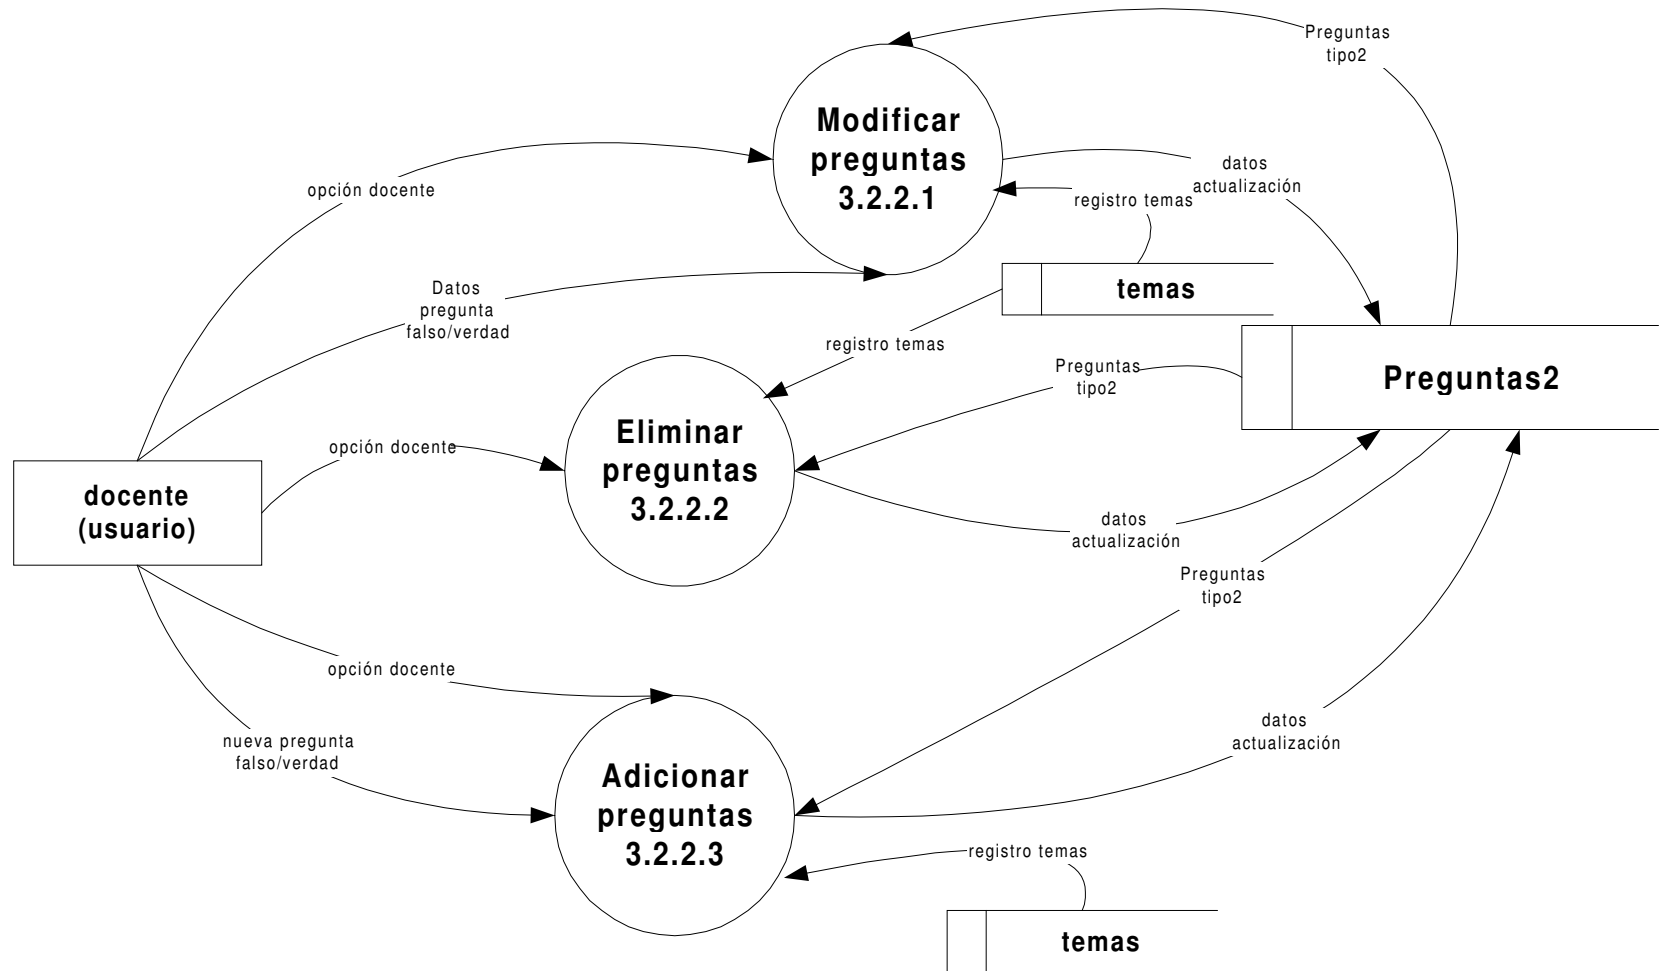 Preguntas
tipo2
Modificar
preguntas
3.2.2.1
opción docente
datos
actualización
registro temas
Datos
pregunta
falso/verdad
temas
registro temas
Preguntas
tipo2
Preguntas2
Eliminar
preguntas
3.2.2.2
opción docente
docente
(usuario)
datos
actualización
Preguntas
tipo2
opción docente
nueva pregunta
falso/verdad
datos
actualización
Adicionar
preguntas
3.2.2.3
registro temas
temas